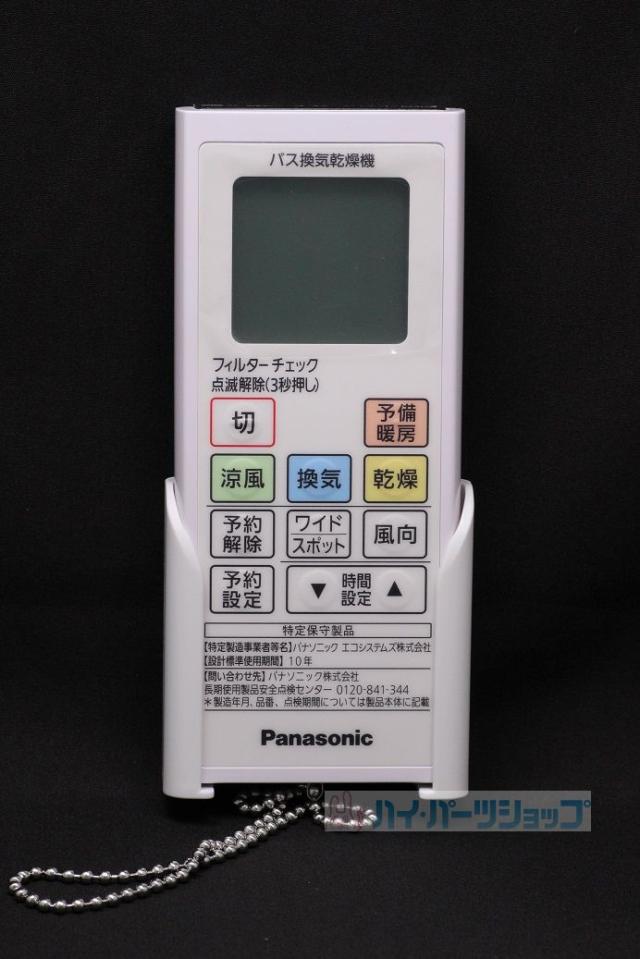 バス換気乾燥機
フィルターチェック
点滅解除(3秒押し)
切
予備
暖房
涼風
換気
乾燥
予約
解除
ワイド
スポット
風向
予約
設定
▼ 時間
設定 ▲
特定保守製品
【特定製造事業者等名】パナソニック エコシステムズ株式会社
【設計標準使用期間】10年
【問い合わせ先】パナソニック株式会社
長期使用製品安全点検センター 0120-841-344
＊製造年月、品番、点検期間については製品本体に記載
Panasonic
ハイ・パーツショップ